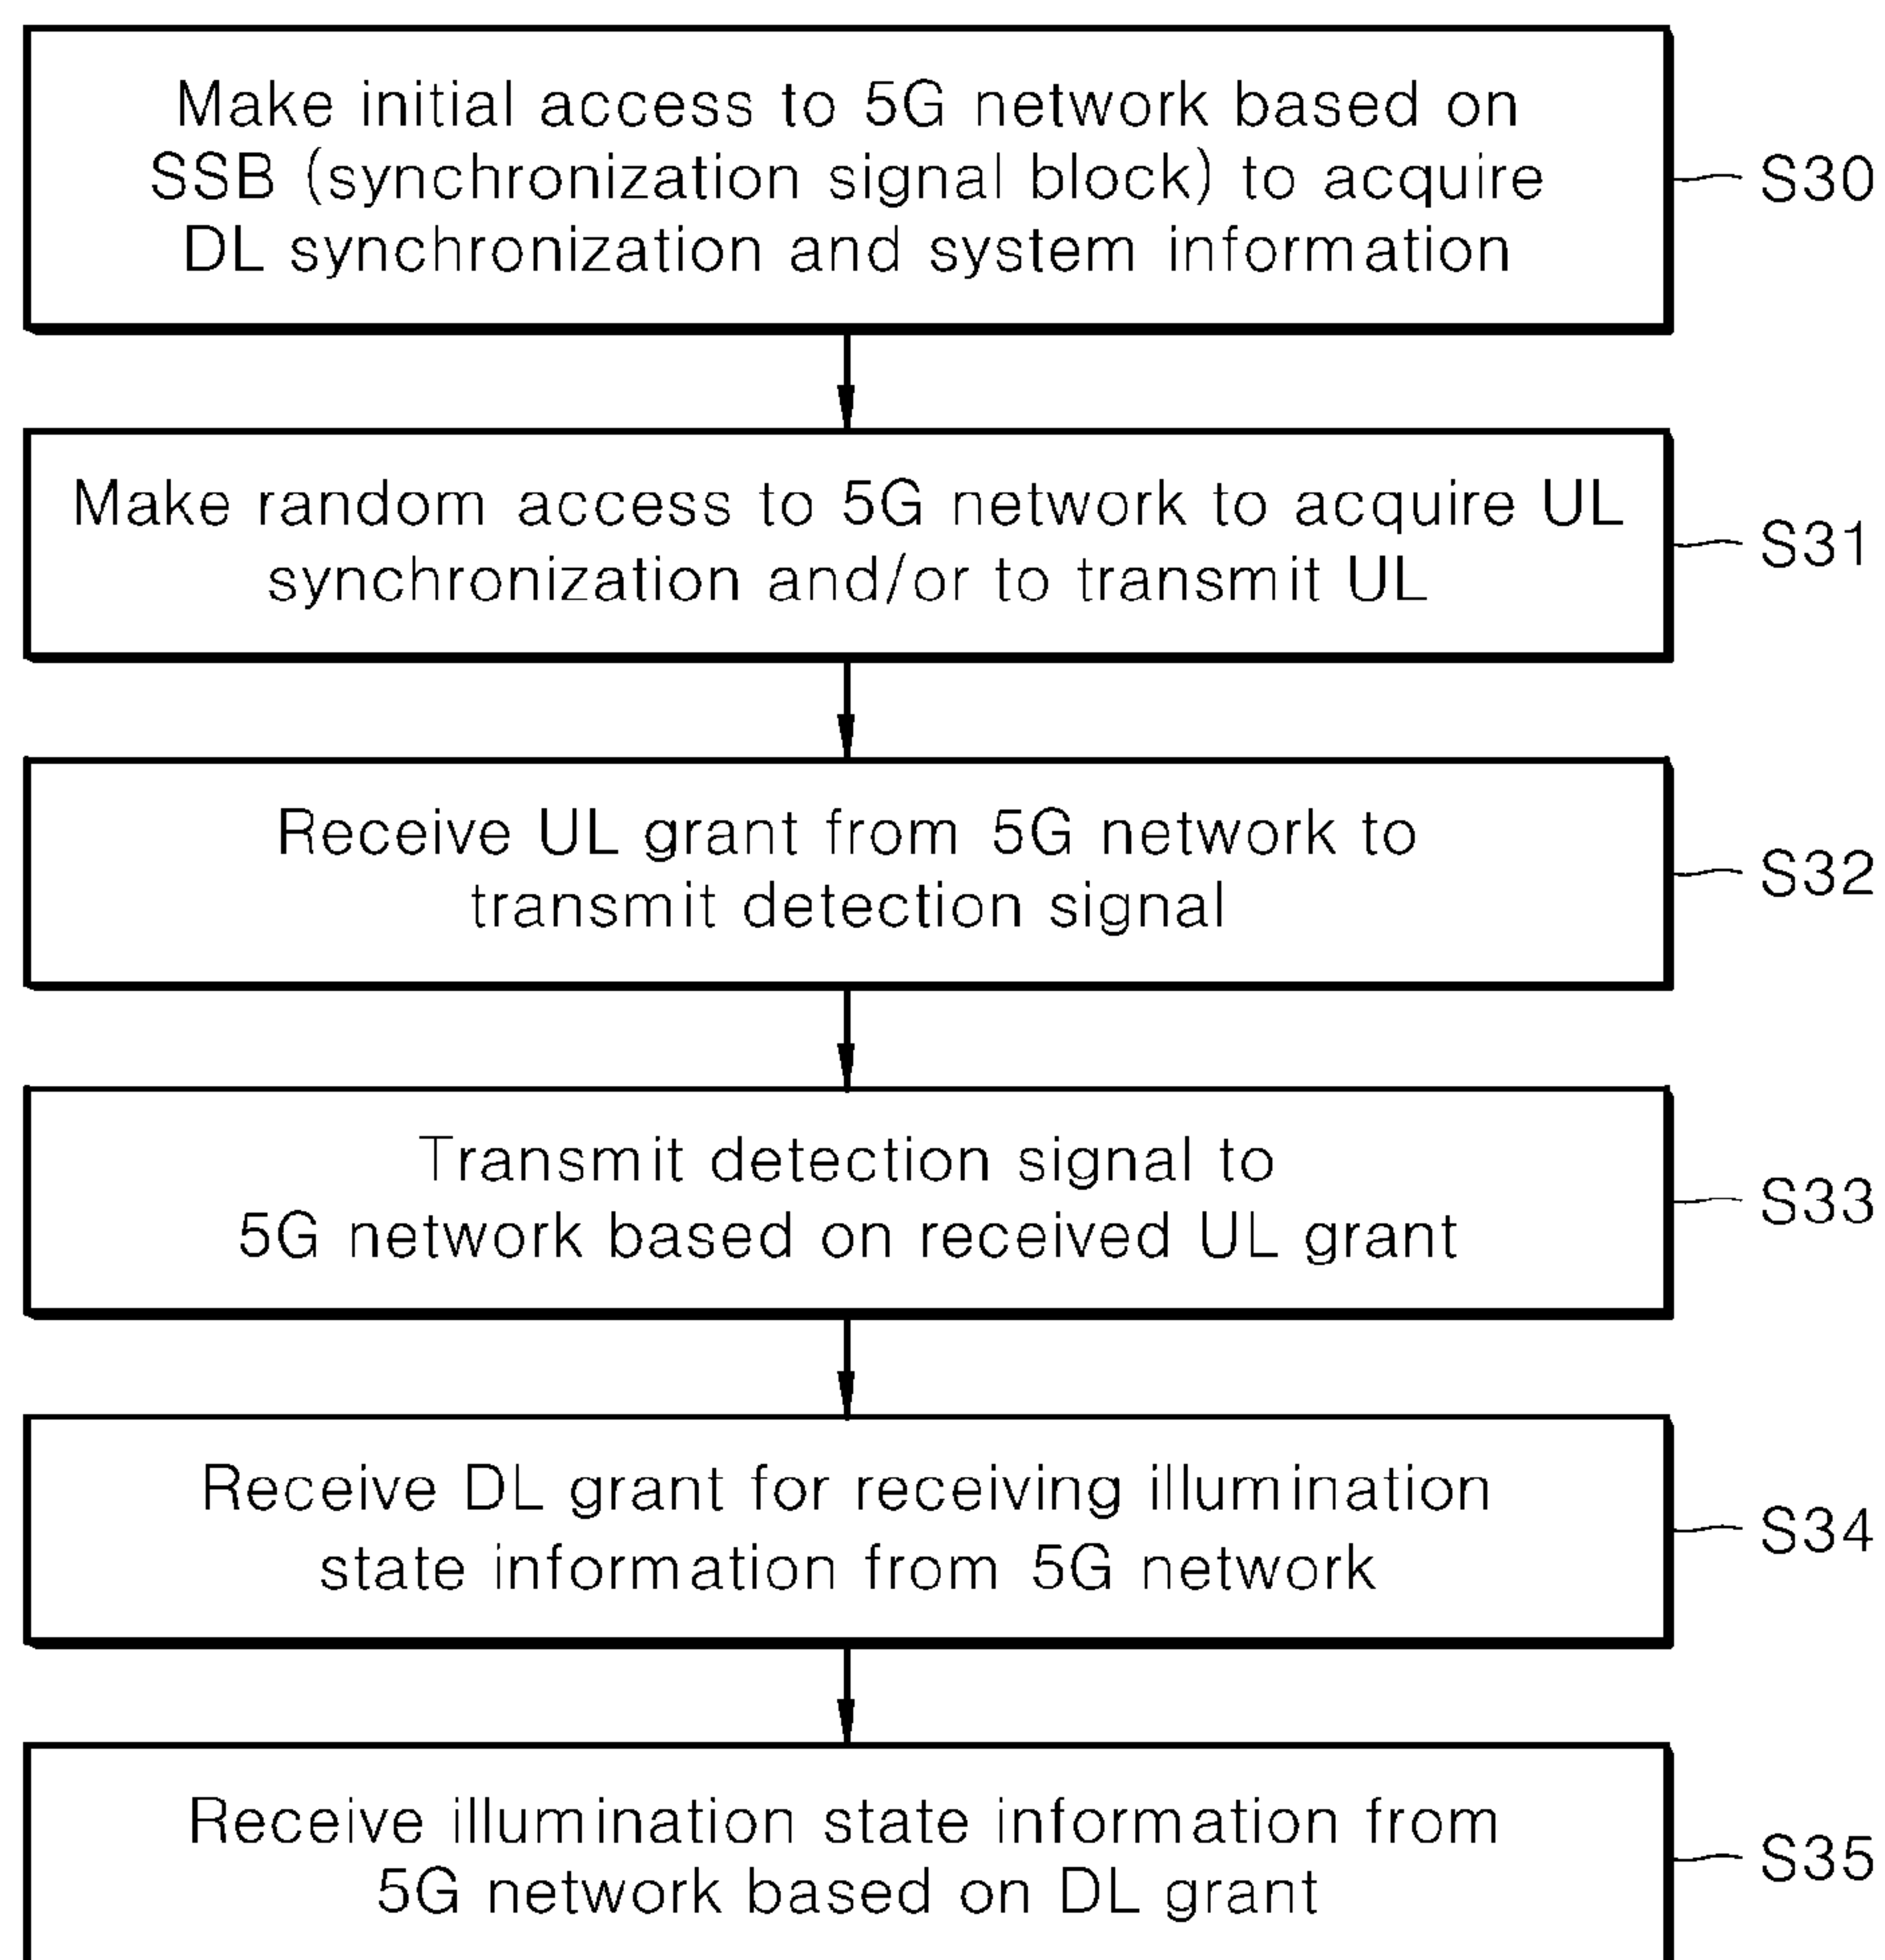 Make initial access to 5G network based on
SSB (synchronization signal block) to acquire
DL synchronization and system information
S30
Make random access to 5G network to acquire UL
synchronization and/or to transmit UL
S31
Receive UL grant from 5G network to
transmit detection signal
S32
Transmit detection signal to
5G network based on received UL grant
S33
Receive DL grant for receiving illumination
state information from 5G network
S34
Receive illumination state information from
5G network based on DL grant
S35